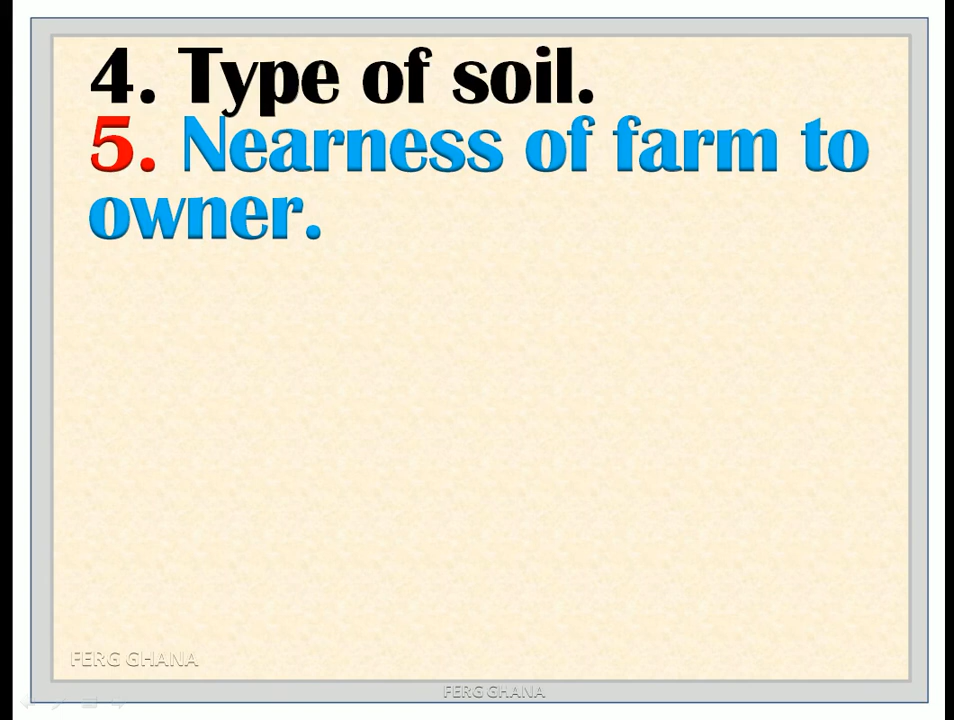 4. Type of soil.
5. Nearness of farm to
owner.
FERG GHANA
FERG GHANA